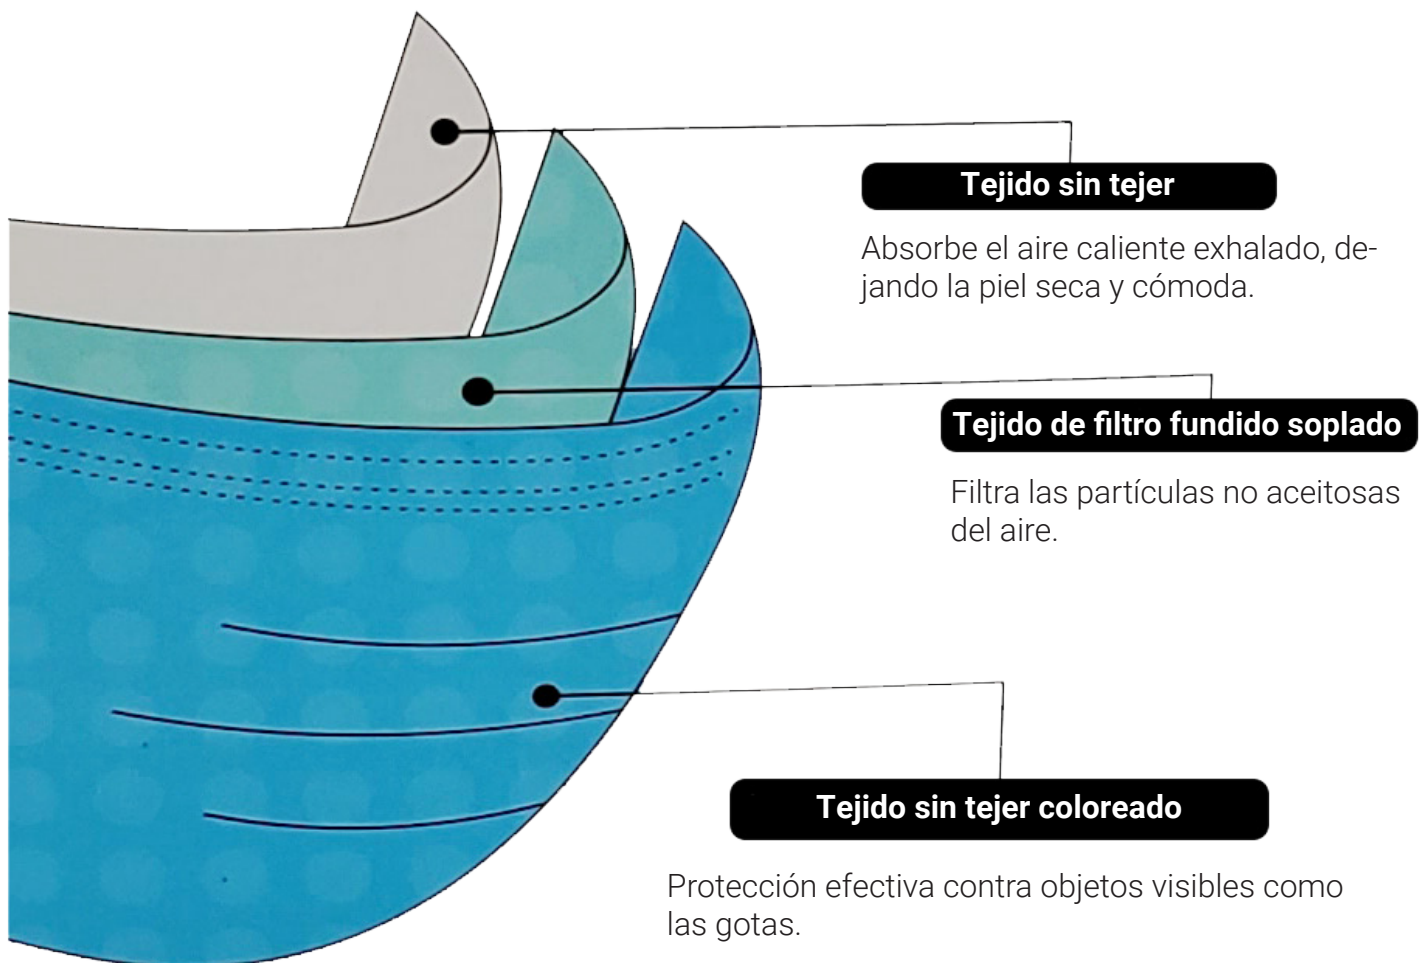 Tejido sin tejer
Absorbe el aire caliente exhalado, de-
jando la piel seca y cómoda.
Tejido de filtro fundido soplado
Filtra las partículas no aceitosas
del aire.
Tejido sin tejer coloreado
Protección efectiva contra objetos visibles como
las gotas.